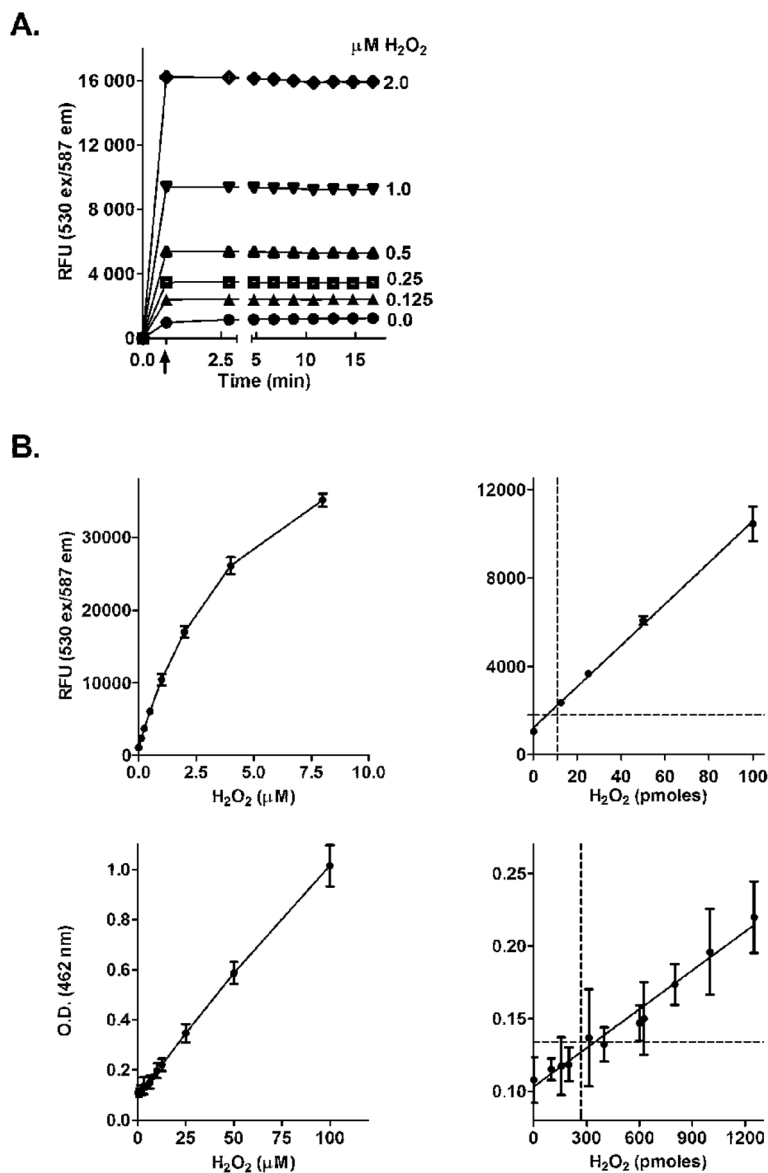 A.
μM H2O2
16 000
12 000
8 000
4 000
0
RFU (530 ex/587 em)
2.0
1.0
0.5
0.25
0.125
0.0
0.0 2.5 5 10 15
Time (min)
B.
30000
20000
10000
0
RFU (530 ex/587 em)
0.0 2.5 5.0 7.5 10.0
H2O2 (μM)
12000
8000
4000
0
0 20 40 60 80 100
H2O2 (pmoles)
1.0
0.8
0.6
0.4
0.2
0.0
O.D. (462 nm)
0 25 50 75 100
H2O2 (μM)
0.25
0.20
0.15
0.10
0 300 600 900 1200
H2O2 (pmoles)